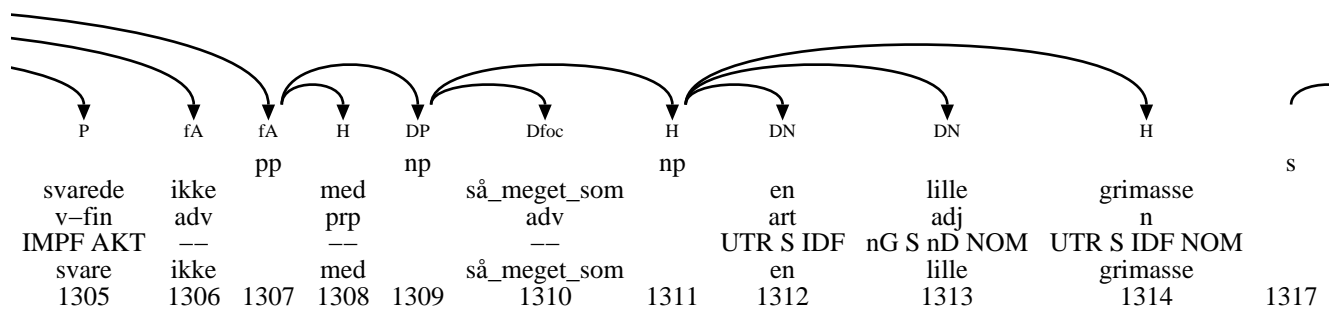 P fA fA H DP Dfoc H DN DN H
pp np np s
svarede ikke med så_meget_som en lille grimasse
v−fin adv prp adv art adj n
IMPF AKT −− −− −− UTR S IDF nG S nD NOM UTR S IDF NOM
svare ikke med så_meget_som en lille grimasse
1305 1306 1307 1308 1309 1310 1311 1312 1313 1314 1317